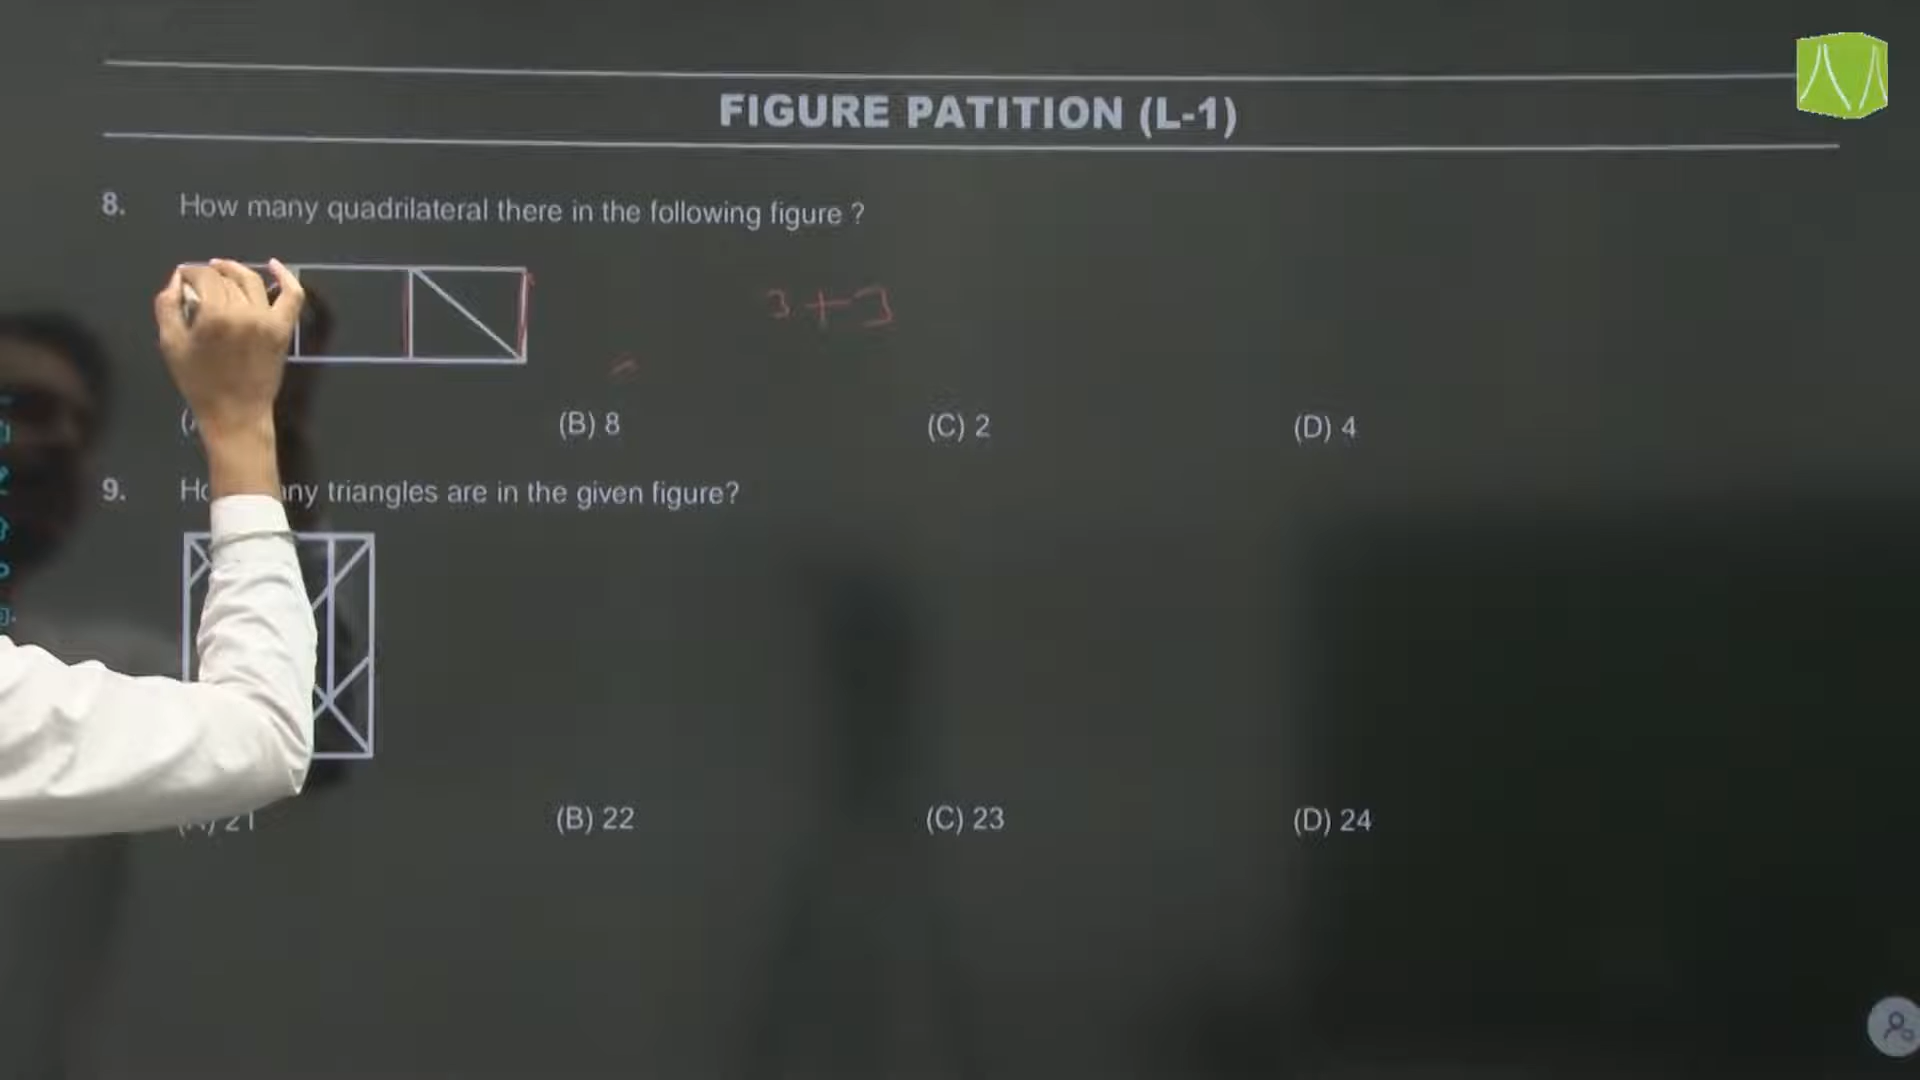 FIGURE PATITION (L-1)
8. How many quadrilateral there in the following figure ?
3+3
(B) 8 (C) 2 (D) 4
9. triangles are in the given figure?
(A) 21 (B) 22 (C) 23 (D) 24